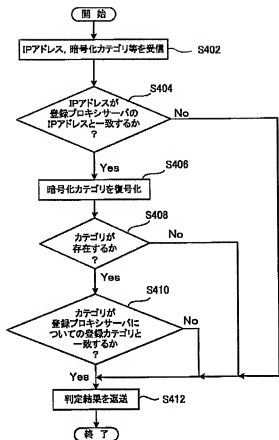 開 始
IPアドレス，暗号化カテゴリ等を受信
S402
S404
IPアドレスが
登録プロキシサーバの
IPアドレスと一致するか
?
No
Yes
S406
暗号化カテゴリを復号化
S408
カテゴリが
存在するか
?
No
Yes
S410
カテゴリが
登録プロキシサーバに
ついての登録カテゴリと
一致するか
?
No
Yes
判定結果を返送
S412
終 了